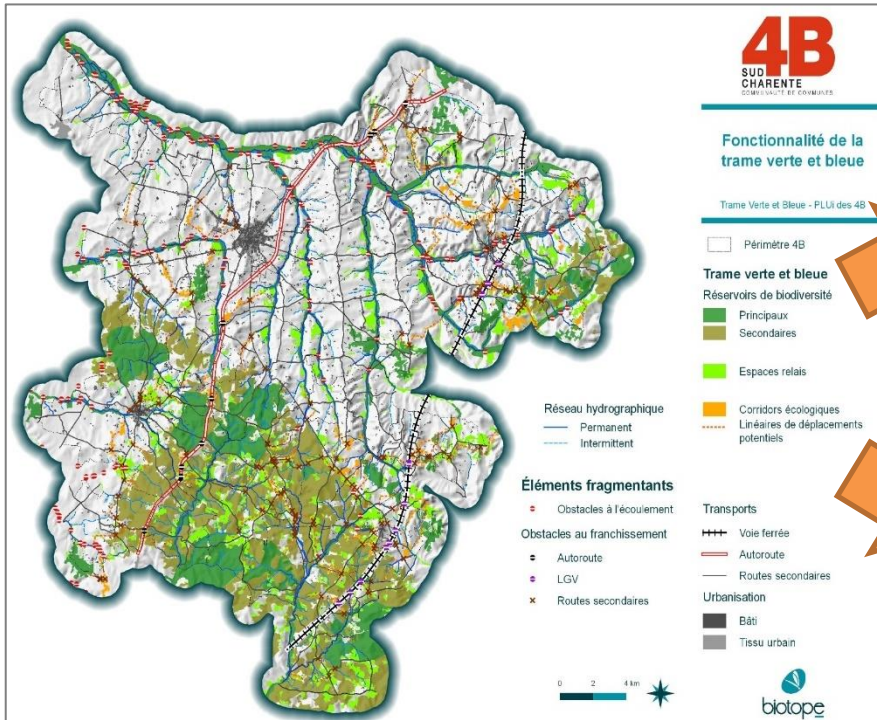 4B
SUD
CHARENTE
COMMUNAUTÉ DE COMMUNES
Fonctionnalité de la
trame verte et bleue
Trame Verte et Bleue - PLUi des 4B
Périmètre 4B
Trame verte et bleue
Réservoirs de biodiversité
Principaux
Secondaires
Espaces relais
Corridors écologiques
Linéaires de déplacements
potentiels
Réseau hydrographique
Permanent
Intermittent
Éléments fragmentants
Obstacles à l'écoulement
Obstacles au franchissement
Autoroute
LGV
Routes secondaires
Transports
Voie ferrée
Autoroute
Routes secondaires
Urbanisation
Bâti
Tissu urbain
0 2 4 km
biotope